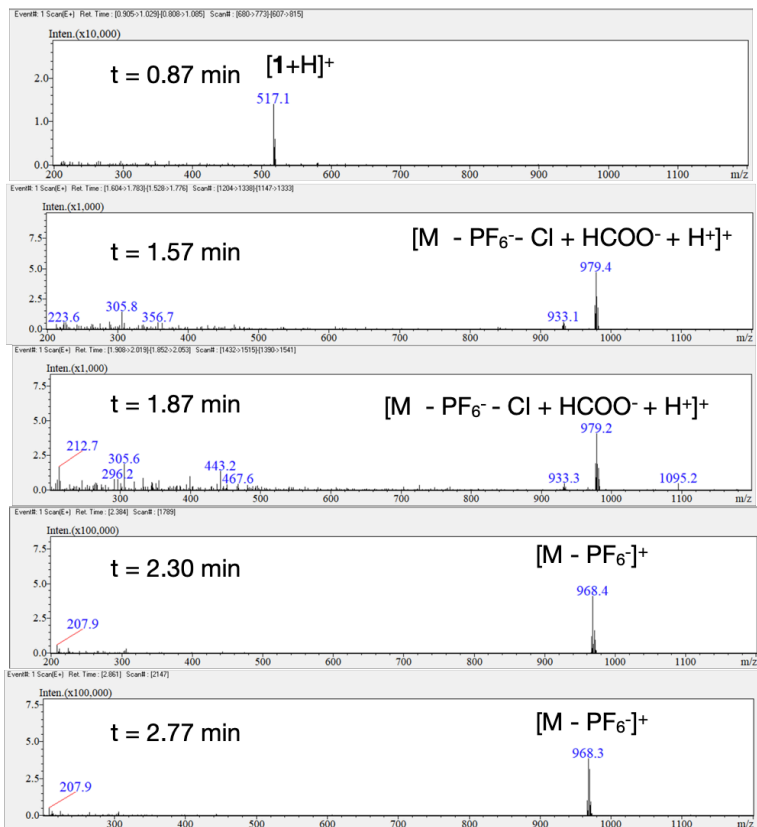 Event#: 1 Scan(E+) Ret. Time : [0.905->1.029]-[0.808->1.085] Scan# : [680->773]-[607->815]
Inten.(x10,000)
t = 0.87 min [1+H]+
2.0
517.1
1.0
0.0
200 300 400 500 600 700 800 900 1000 1100 m/z
Event#: 1 Scan(E+) Ret. Time : [1.604->1.783]-[1.528->1.776] Scan# : [1204->1338]-[1147->1333]
Inten.(x1,000)
7.5
t = 1.57 min [M - PF6- - Cl + HCOO- + H+]+
5.0
979.4
2.5
223.6 305.8 356.7 933.1
0.0
200 300 400 500 600 700 800 900 1000 1100 m/z
Event#: 1 Scan(E+) Ret. Time : [1.908->2.019]-[1.852->2.053] Scan# : [1432->1515]-[1390->1541]
Inten.(x1,000)
7.5
t = 1.87 min [M - PF6- - Cl + HCOO- + H+]+
5.0
979.2
212.7
2.5
305.6 443.2
296.2 467.6 933.3 1095.2
0.0
300 400 500 600 700 800 900 1000 1100 m/z
Event#: 1 Scan(E+) Ret. Time : [2.384] Scan# : [1789]
Inten.(x100,000)
7.5
t = 2.30 min [M - PF6-]+
5.0
968.4
2.5
207.9
0.0
200 300 400 500 600 700 800 900 1000 1100 m/z
Event#: 1 Scan(E+) Ret. Time : [2.861] Scan# : [2147]
Inten.(x100,000)
7.5
t = 2.77 min [M - PF6-]+
5.0
968.3
2.5
207.9
0.0
300 400 500 600 700 800 900 1000 1100 m/z